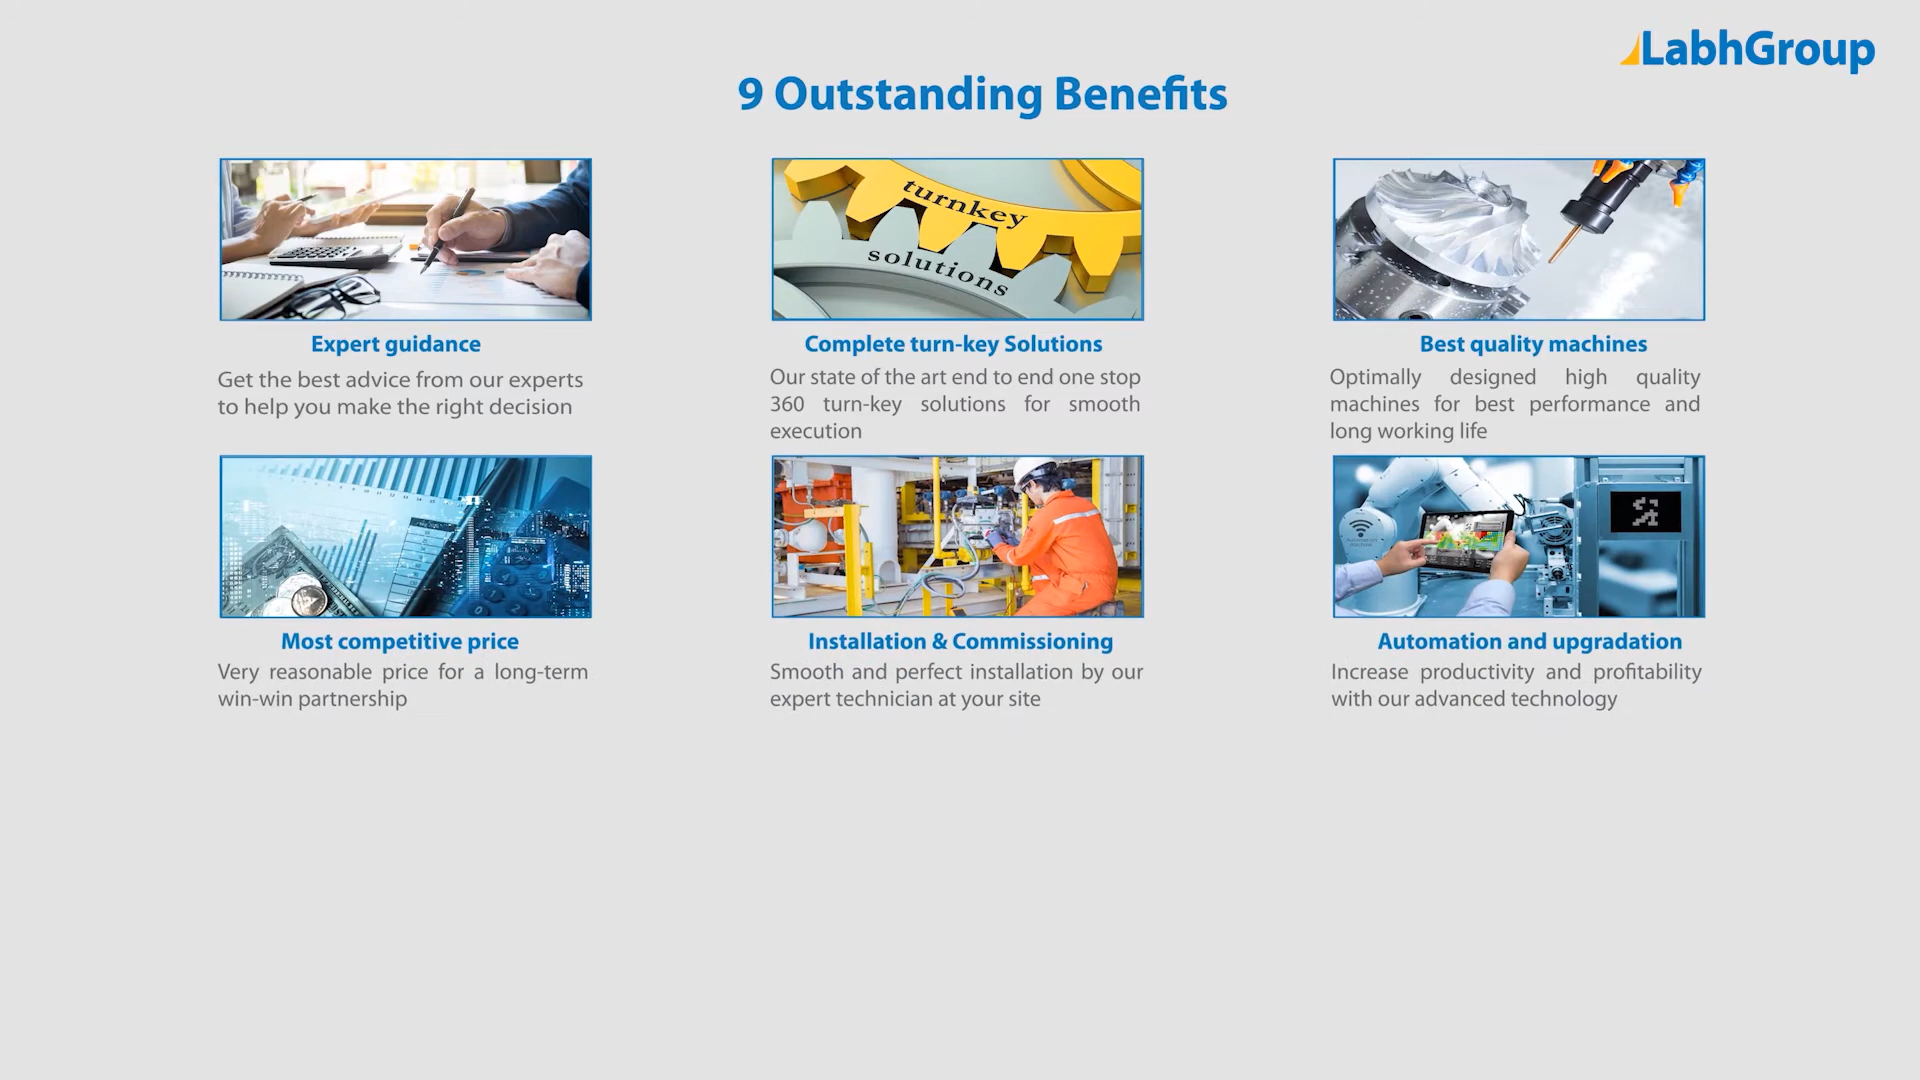 LabhGroup
9 Outstanding Benefits
turnkey
solutions
Expert guidance
Get the best advice from our experts
to help you make the right decision
Complete turn-key Solutions
Our state of the art end to end one stop
360 turn-key solutions for smooth
execution
Best quality machines
Optimally designed high quality
machines for best performance and
long working life
Most competitive price
Very reasonable price for a long-term
win-win partnership
Installation & Commissioning
Smooth and perfect installation by our
expert technician at your site
Automation and upgradation
Increase productivity and profitability
with our advanced technology